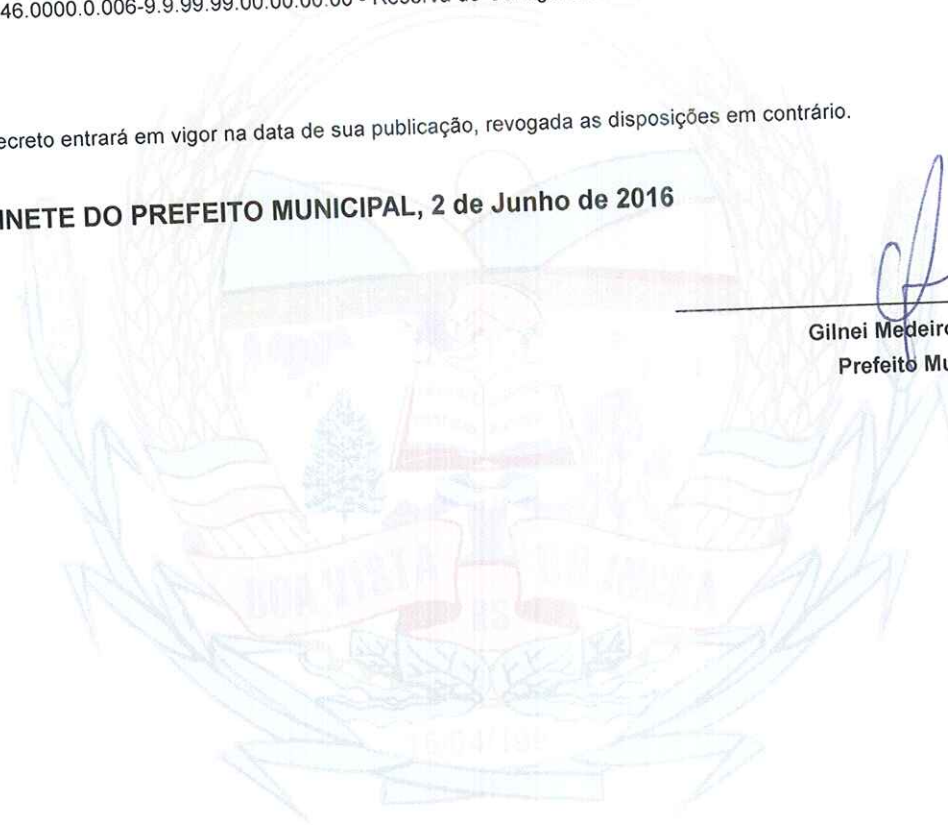 46.0000.0.006-9.9.99.99.00.00.00.00 - Reserva de
ecreto entrará em vigor na data de sua publicação, revogada as disposições em contrário.
INETE DO PREFEITO MUNICIPAL, 2 de Junho de 2016
Gilnei Medeiro
Prefeito Mu
RS